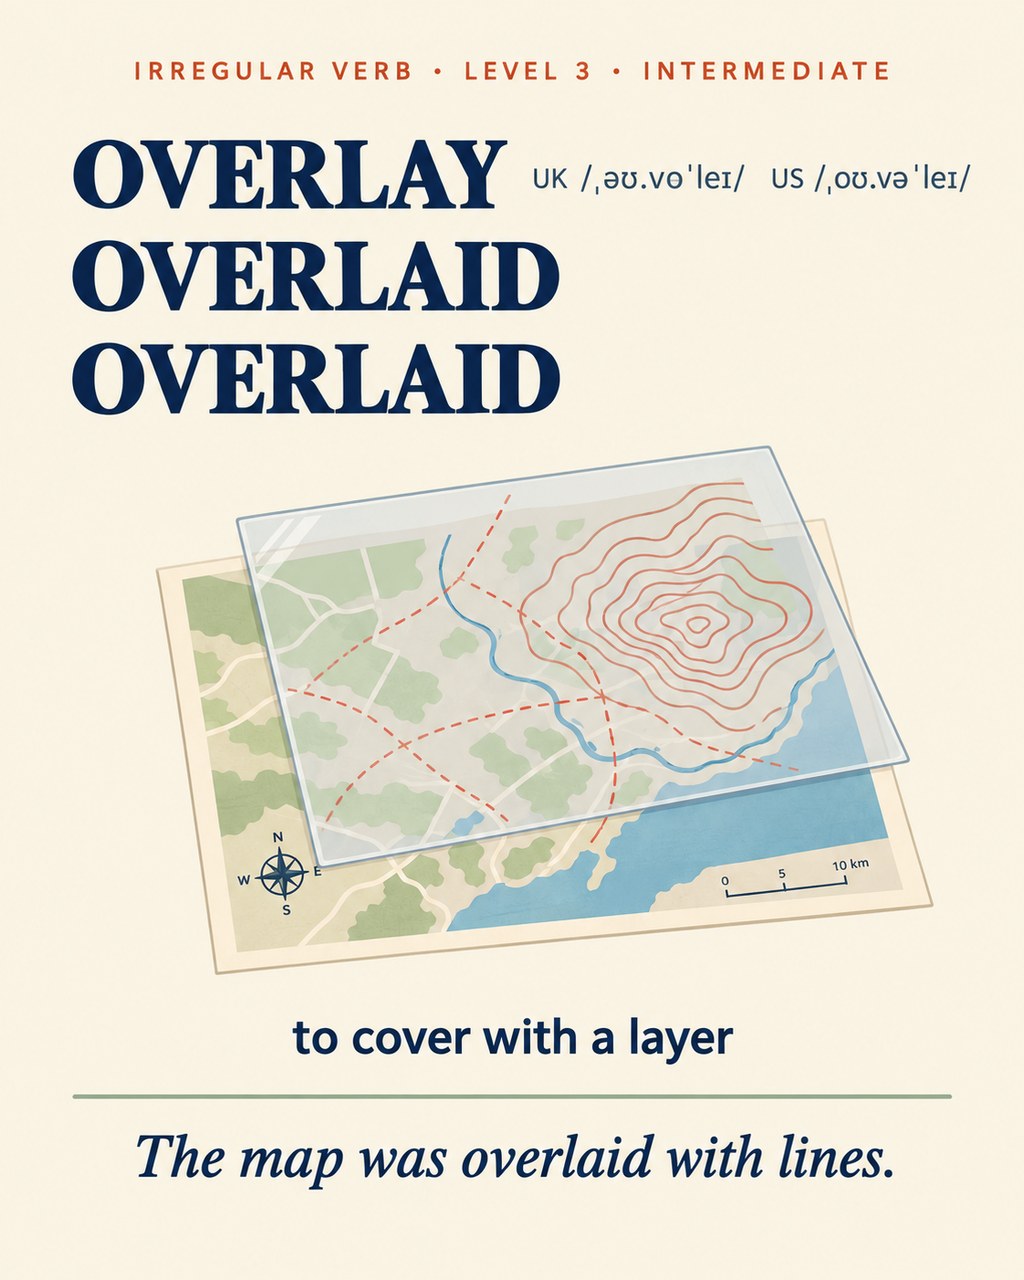 IRREGULAR VERB • LEVEL 3 • INTERMEDIATE
OVERLAY UK /ˌəʊ.vɵˈleɪ/ US /ˌoʊ.vəˈleɪ/
OVERLAID
OVERLAID
N
W E
S
0 5 10 km
to cover with a layer
The map was overlaid with lines.